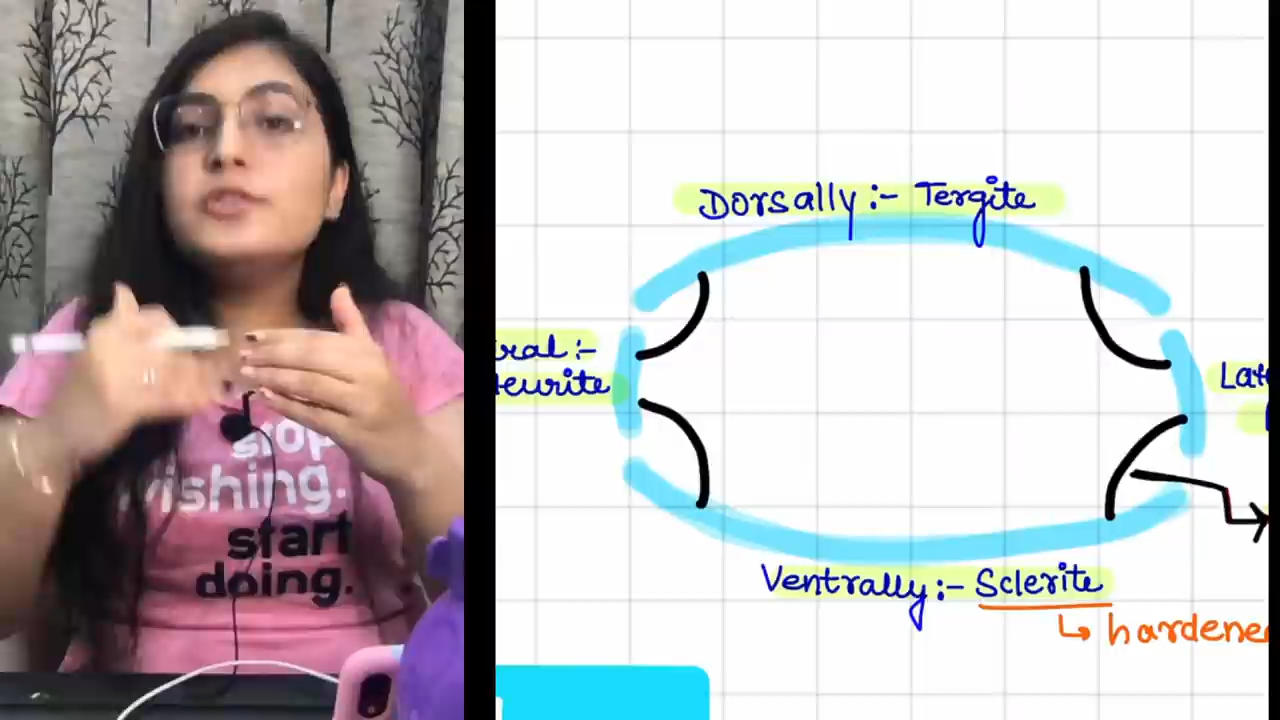 stop
wishing.
start
doing.
Dorsally :- Tergite
:-
Ventrally :- Sclerite
↳